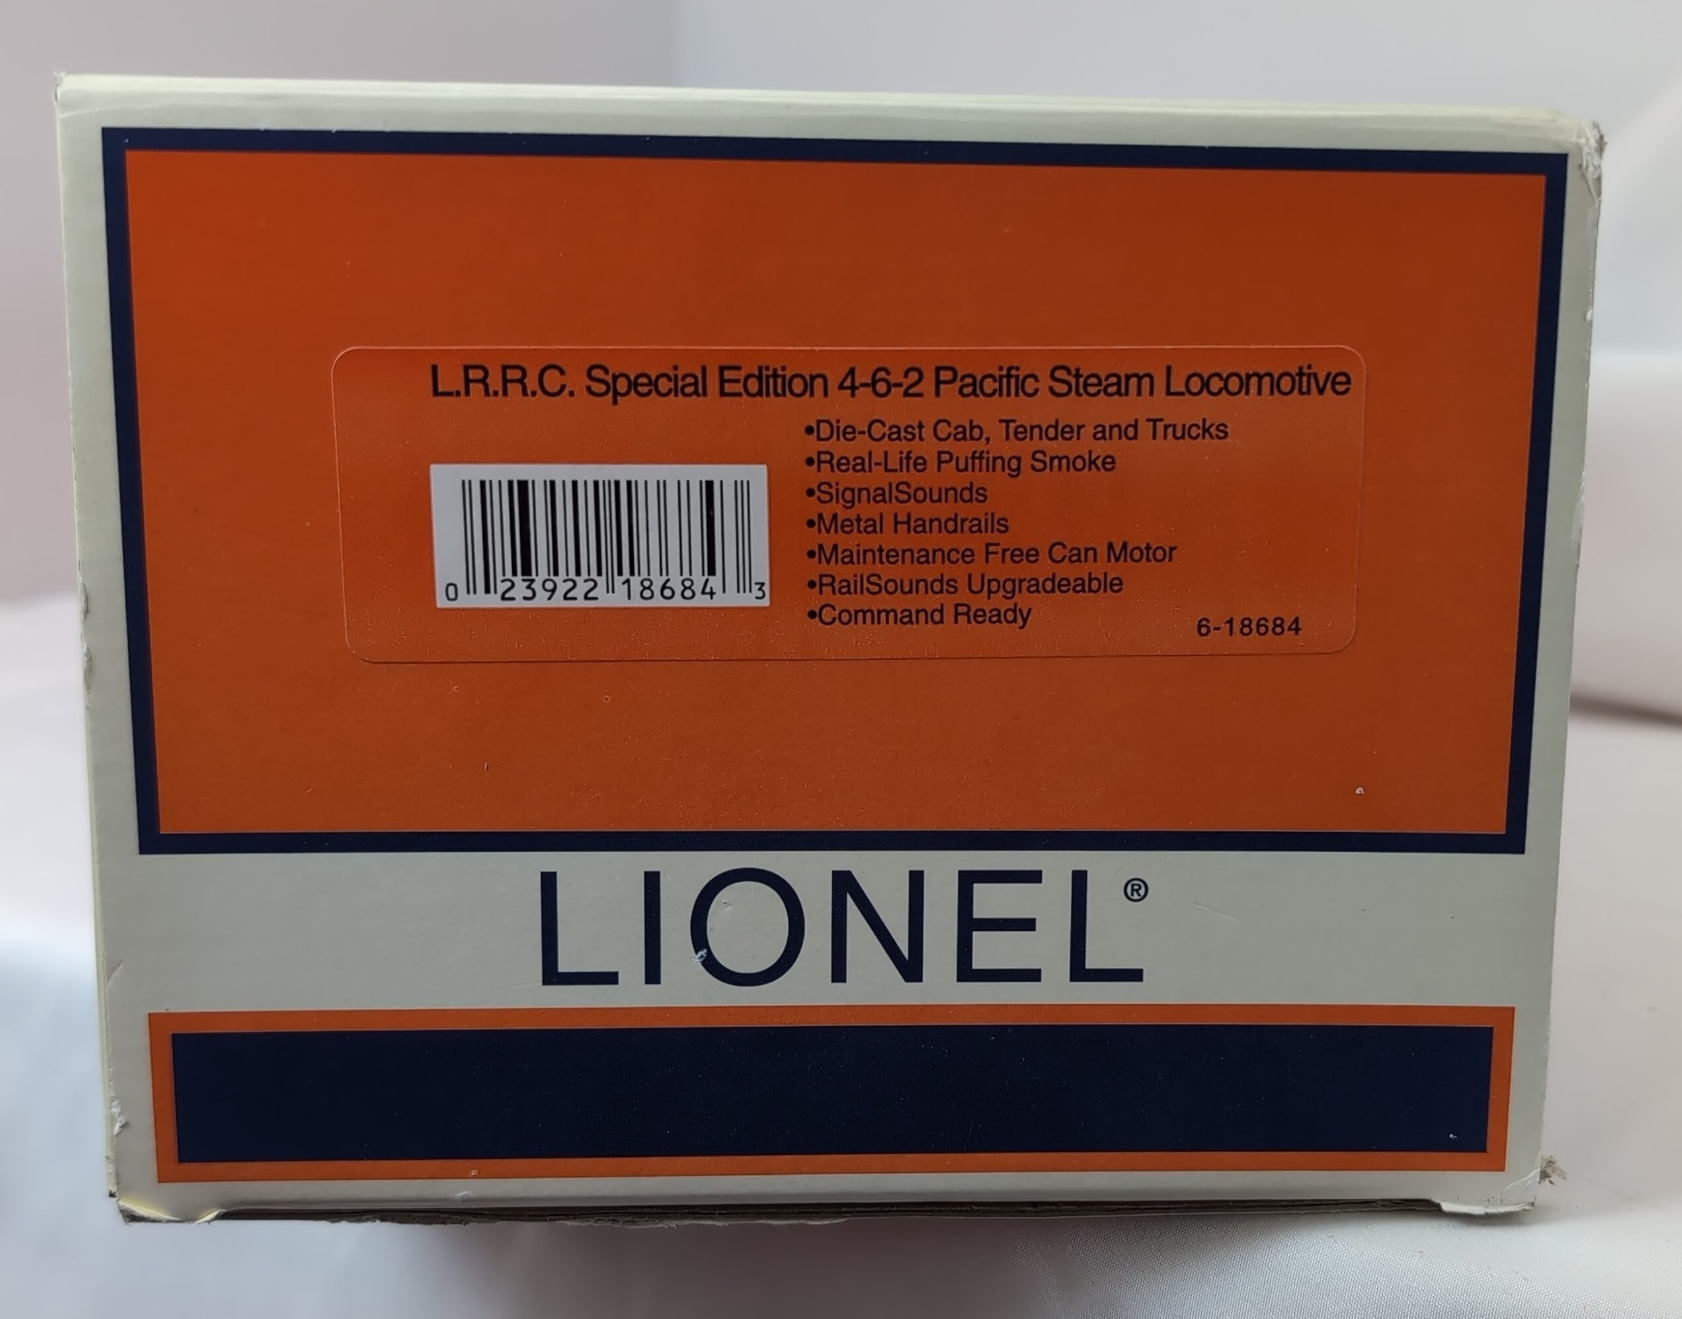 L.R.R.C. Special Edition 4-6-2 Pacific Steam Locomotive
•Die-Cast Cab, Tender and Trucks
•Real-Life Puffing Smoke
•SignalSounds
•Metal Handrails
•Maintenance Free Can Motor
•RailSounds Upgradeable
•Command Ready
0 23922 18684 3
6-18684
LIONEL®